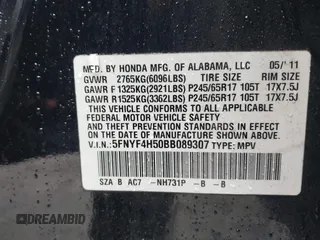 MFD. BY HONDA MFG. OF ALABAMA, LLC 05/'11
GVWR 2765KG(6096LBS) TIRE SIZE RIM SIZE
GAWR F 1325KG(2921LBS) P245/65R17 105T 17X7.5J
GAWR R 1525KG(3362LBS) P245/65R17 105T 17X7.5J
THIS VEHICLE CONFORMS TO ALL APPLICABLE
FEDERAL MOTOR VEHICLE SAFETY AND BUMPER
STANDARDS IN EFFECT ON THE DATE OF MANUFACTURE SHOWN ABOVE.
V.I.N: 5FNYF4H50BB089307 TYPE: MPV
SZA B AC7 -NH731P -B -B
DREAMBID